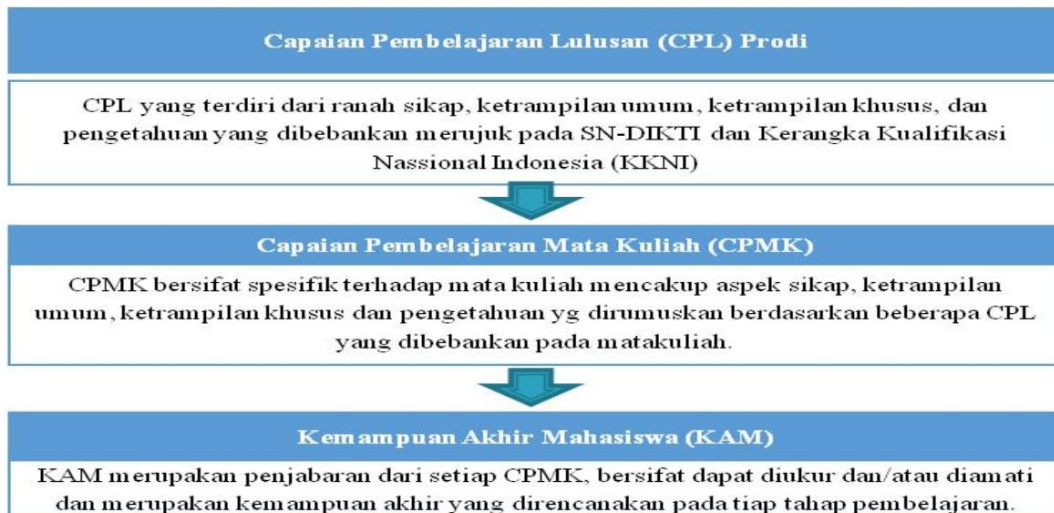 Capaian Pembelajaran Lulusan (CPL) Prodi
CPL yang terdiri dari ranah sikap, ketrampilan umum, ketrampilan khusus, dan
pengetahuan yang dibebankan merujuk pada SN-DIKTI dan Kerangka Kualifikasi
Nassional Indonesia (KKNI)
Capaian Pembelajaran Mata Kuliah (CPMK)
CPMK bersifat spesifik terhadap mata kuliah mencakup aspek sikap, ketrampilan
umum, ketrampilan khusus dan pengetahuan yg dirumuskan berdasarkan beberapa CPL
yang dibebankan pada matakuliah.
Kemampuan Akhir Mahasiswa (KAM)
KAM merupakan penjabaran dari setiap CPMK, bersifat dapat diukur dan/atau diamati
dan merupakan kemampuan akhir yang direncanakan pada tiap tahap pembelajaran.